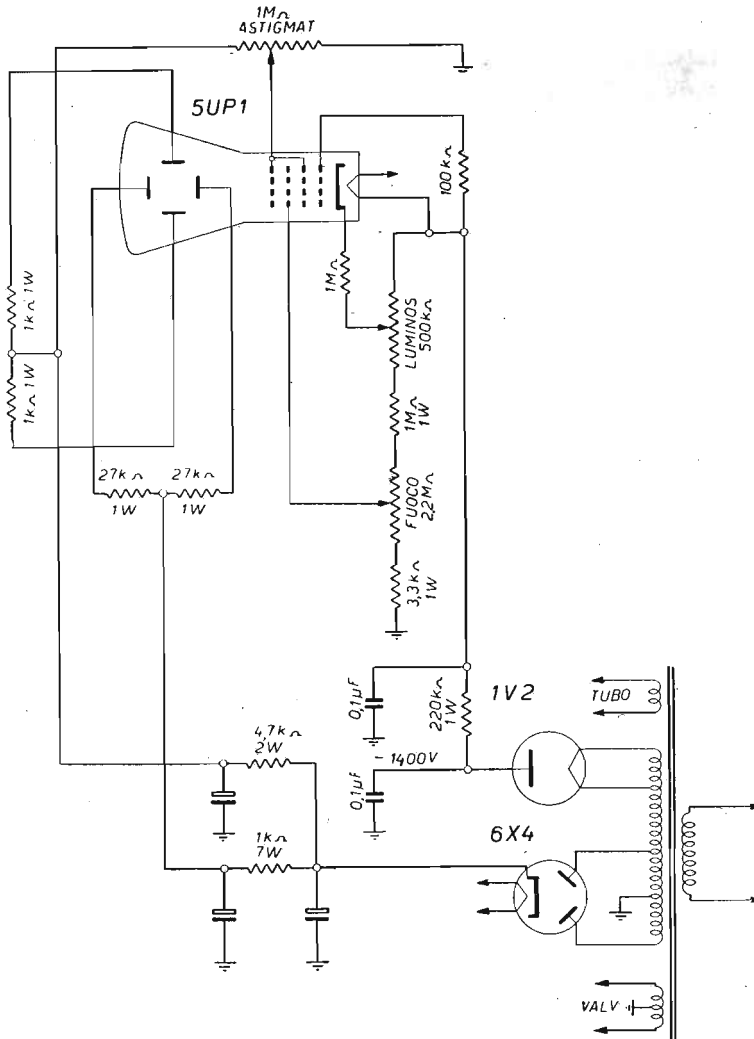 1MΩ
ASTIGMAT
5UP1
100kΩ
1kΩ 1W
1kΩ 1W
1MΩ
LUMINOS
500kΩ
1MΩ
1W
27kΩ
1W
27kΩ
1W
FUOCO
2,2MΩ
3,3kΩ
1W
0,1µF
220kΩ
1W
1V2
TUBO
4,7kΩ
2W
0,1µF
- 1400V
6X4
1kΩ
7W
VALV